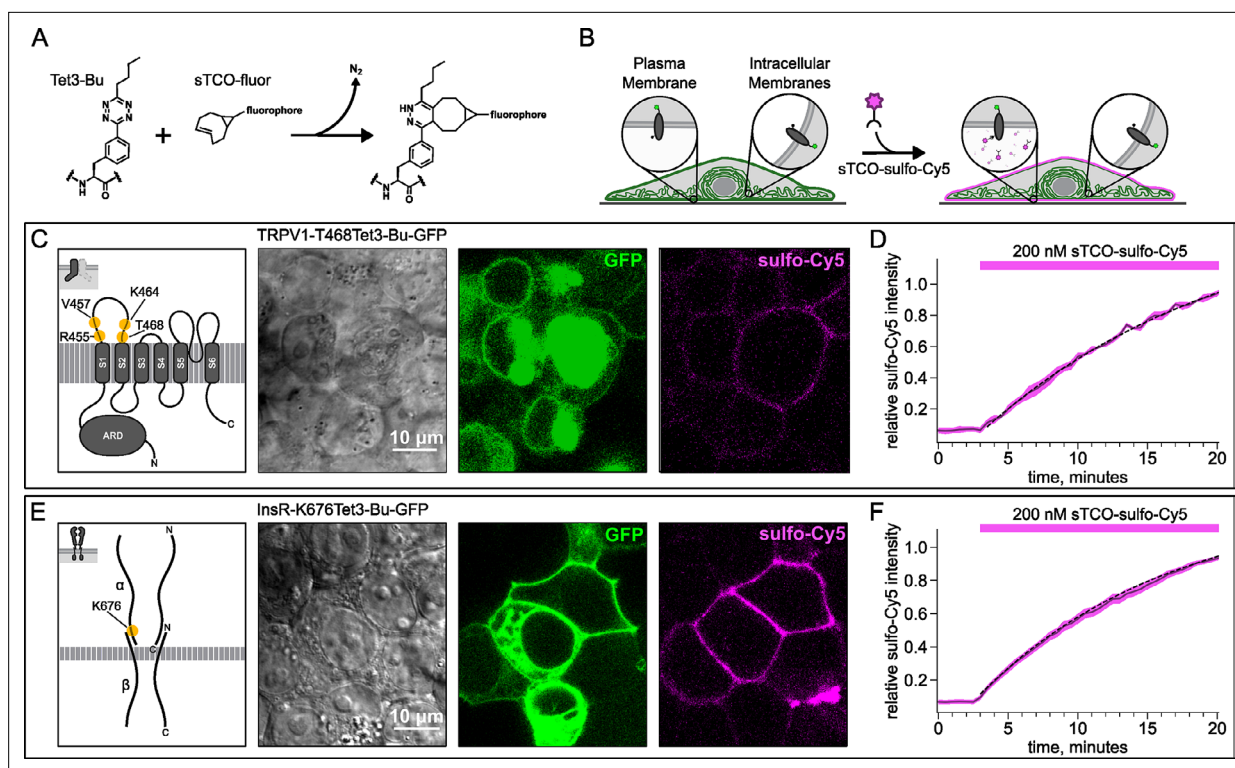 A
Tet3-Bu
sTCO-fluor
N2
fluorophore
fluorophore
HN
N
N
N
N
N
N
H
O
N
H
O
B
Plasma
Membrane
Intracellular
Membranes
sTCO-sulfo-Cy5
C
TRPV1-T468Tet3-Bu-GFP
V457
K464
R455
T468
S1
S2
S3
S4
S5
S6
ARD
C
N
10 µm
GFP
sulfo-Cy5
D
200 nM sTCO-sulfo-Cy5
relative sulfo-Cy5 intensity
1.0
0.8
0.6
0.4
0.2
0
5
10
15
20
time, minutes
E
InsR-K676Tet3-Bu-GFP
N
α
K676
N
C
β
C
10 µm
GFP
sulfo-Cy5
F
200 nM sTCO-sulfo-Cy5
relative sulfo-Cy5 intensity
1.0
0.8
0.6
0.4
0.2
0
5
10
15
20
time, minutes